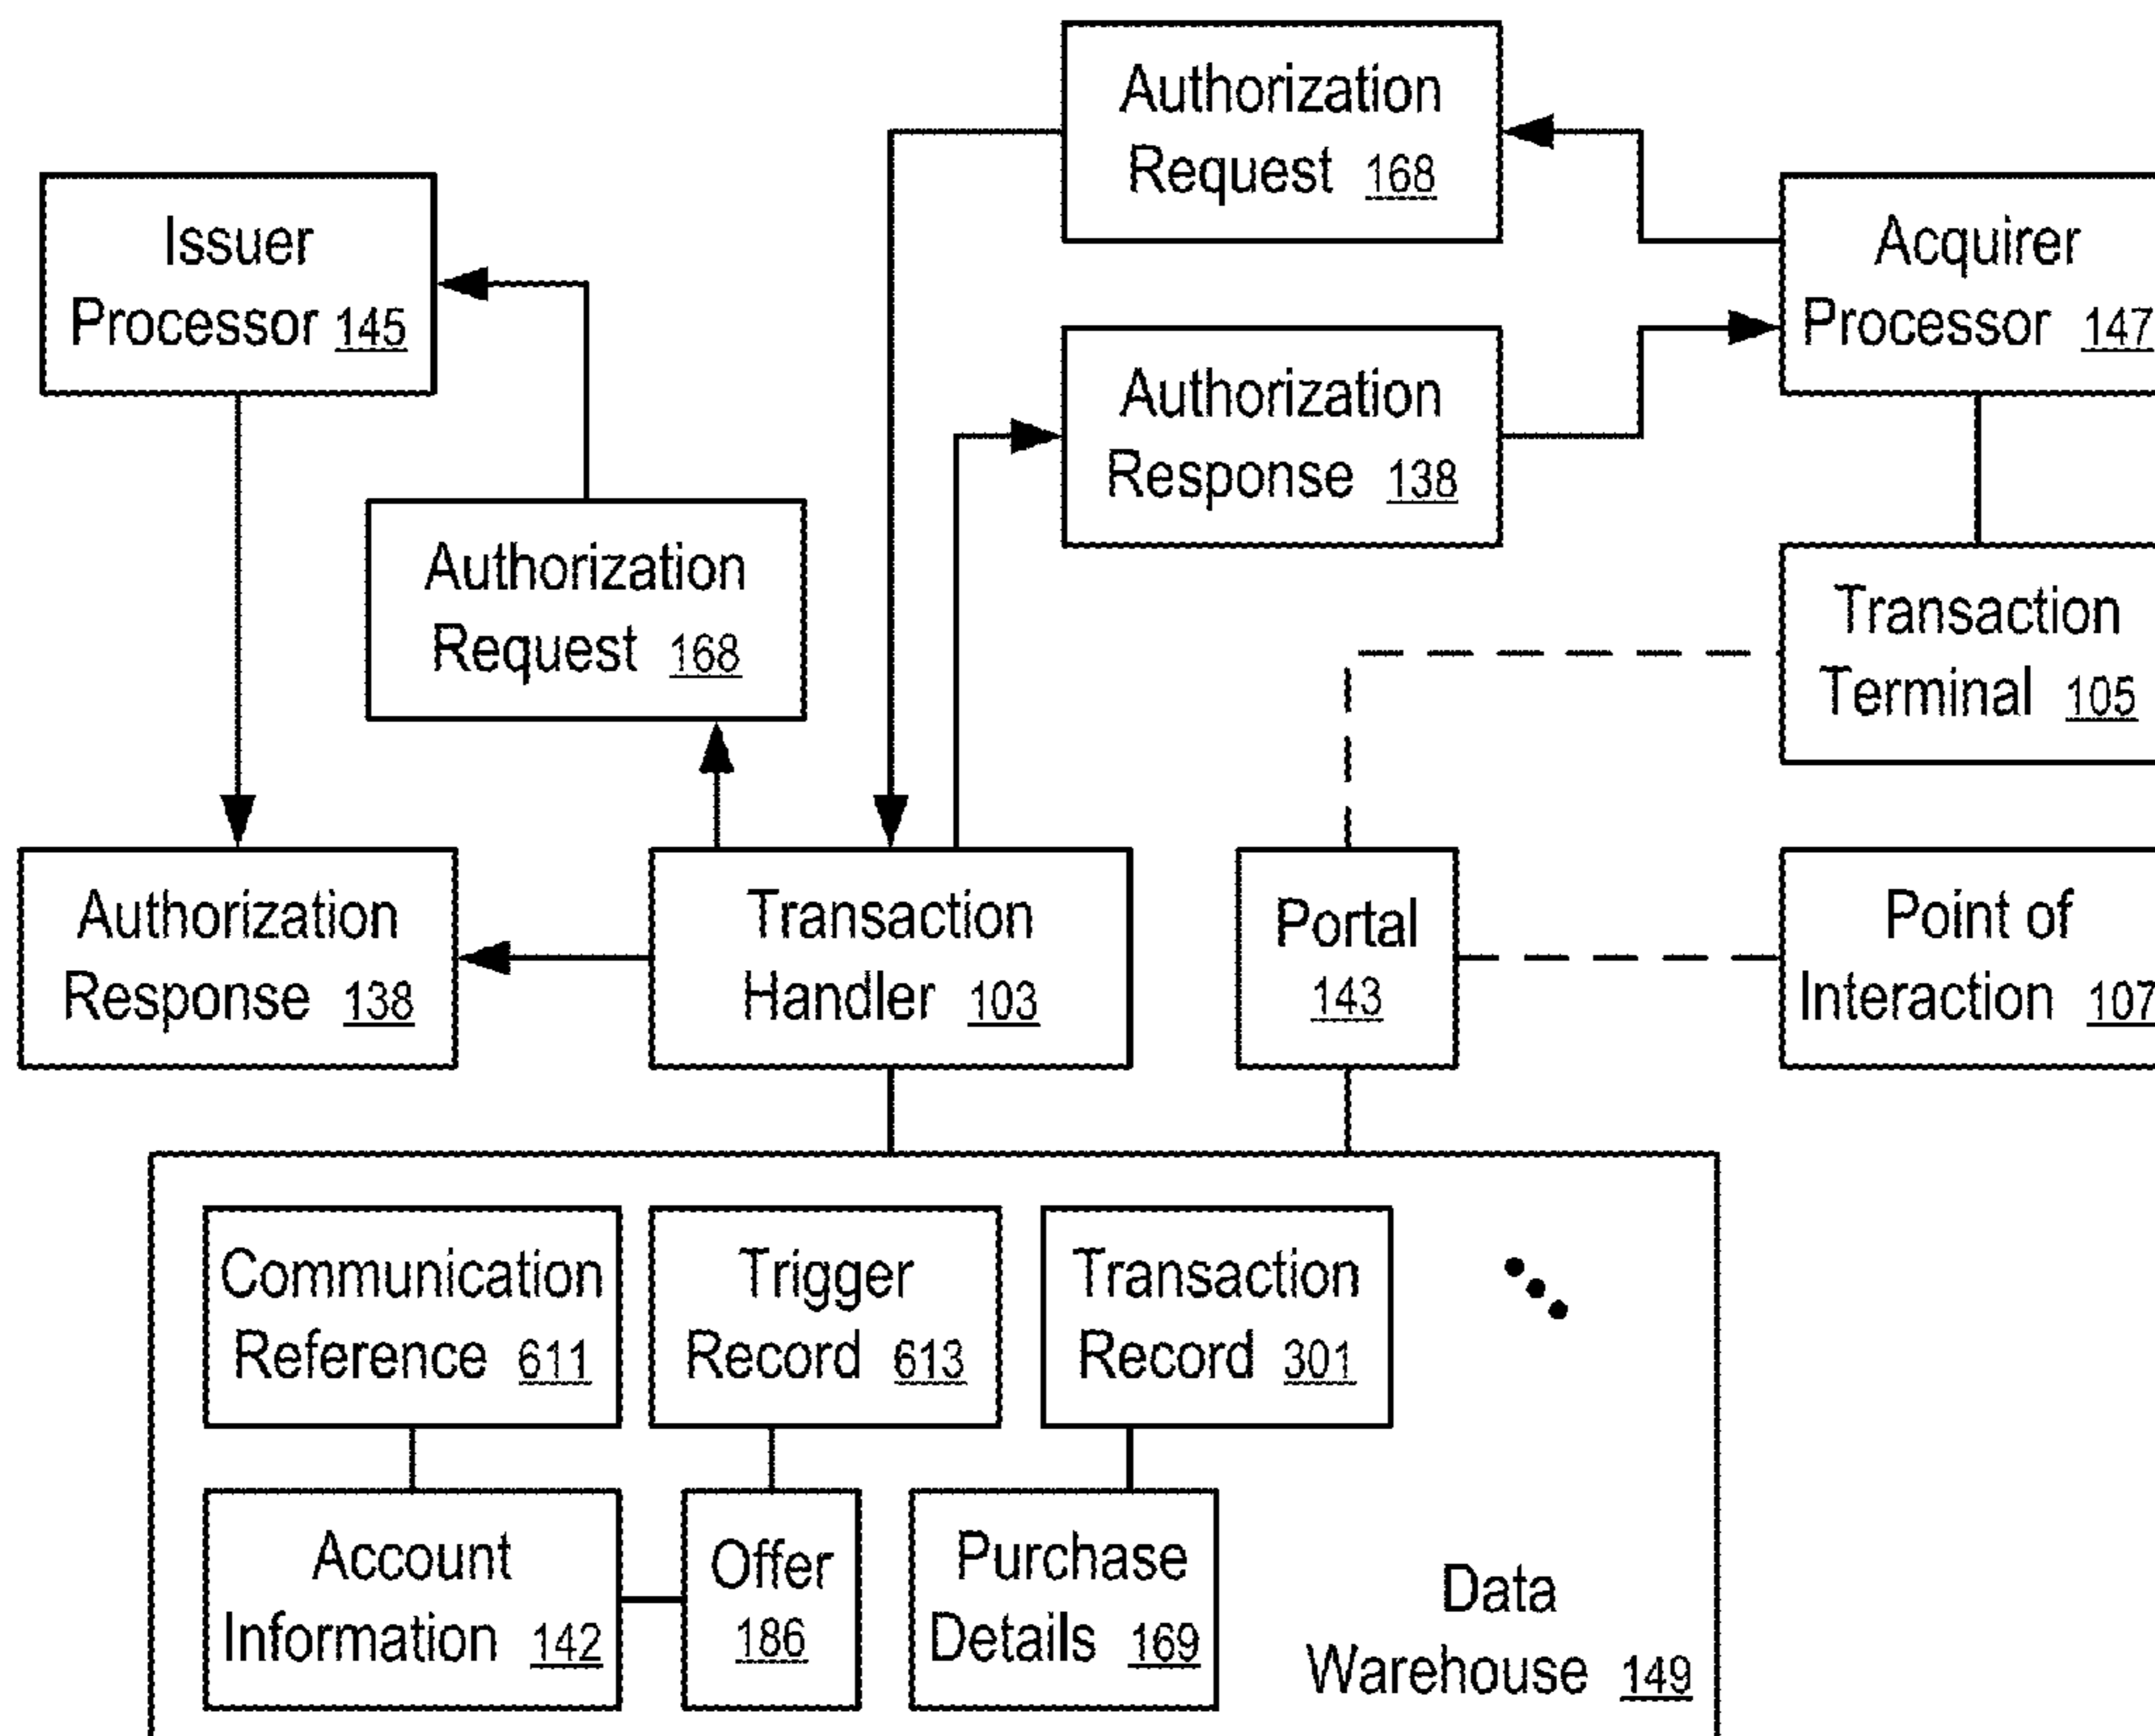 Authorization
Request 168
Issuer
Processor 145
Acquirer
Processor 147
Authorization
Response 138
Authorization
Request 168
Transaction
Terminal 105
Authorization
Response 138
Transaction
Handler 103
Portal
143
Point of
Interaction 107
Communication
Reference 611
Trigger
Record 613
Transaction
Record 301
Account
Information 142
Offer
186
Purchase
Details 169
Data
Warehouse 149